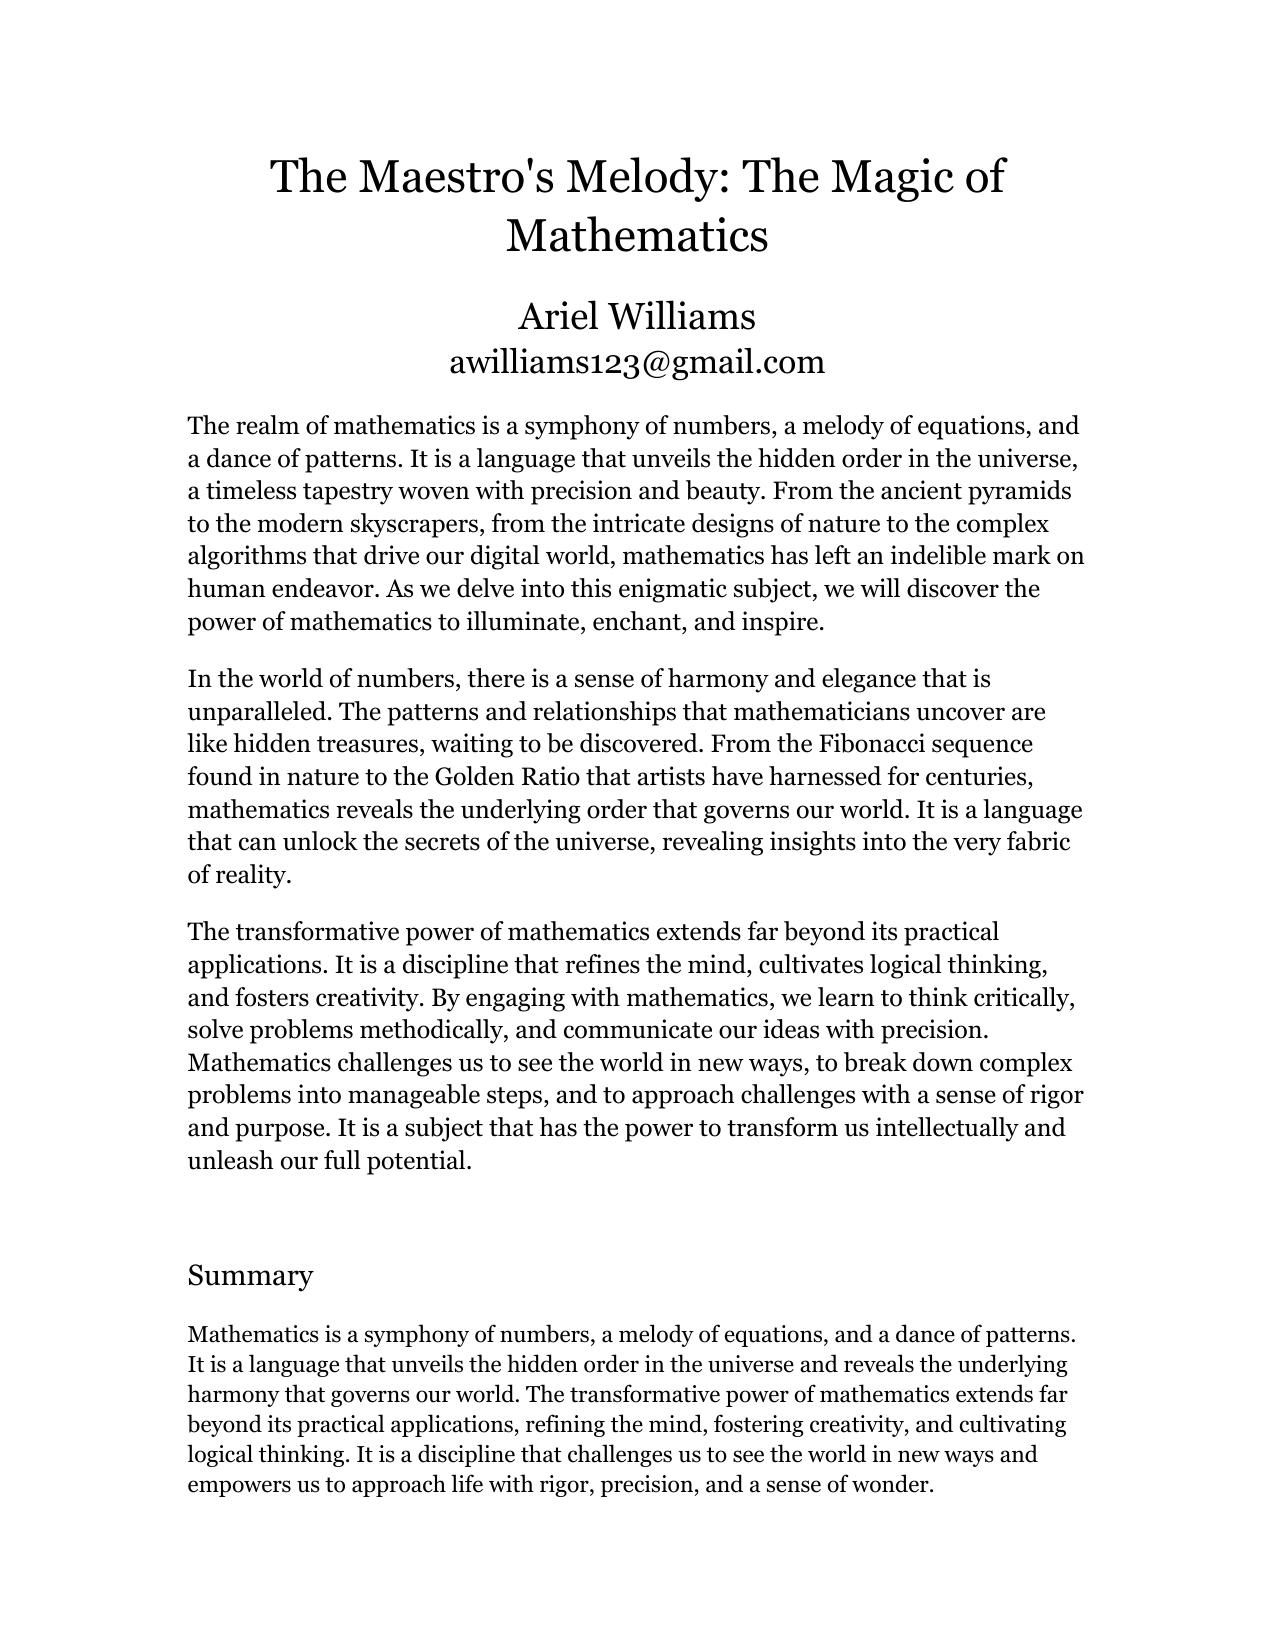 The Maestro's Melody: The Magic of
Mathematics
Ariel Williams
awilliams123@gmail.com
The realm of mathematics is a symphony of numbers, a melody of equations, and
a dance of patterns. It is a language that unveils the hidden order in the universe,
a timeless tapestry woven with precision and beauty. From the ancient pyramids
to the modern skyscrapers, from the intricate designs of nature to the complex
algorithms that drive our digital world, mathematics has left an indelible mark on
human endeavor. As we delve into this enigmatic subject, we will discover the
power of mathematics to illuminate, enchant, and inspire.
In the world of numbers, there is a sense of harmony and elegance that is
unparalleled. The patterns and relationships that mathematicians uncover are
like hidden treasures, waiting to be discovered. From the Fibonacci sequence
found in nature to the Golden Ratio that artists have harnessed for centuries,
mathematics reveals the underlying order that governs our world. It is a language
that can unlock the secrets of the universe, revealing insights into the very fabric
of reality.
The transformative power of mathematics extends far beyond its practical
applications. It is a discipline that refines the mind, cultivates logical thinking,
and fosters creativity. By engaging with mathematics, we learn to think critically,
solve problems methodically, and communicate our ideas with precision.
Mathematics challenges us to see the world in new ways, to break down complex
problems into manageable steps, and to approach challenges with a sense of rigor
and purpose. It is a subject that has the power to transform us intellectually and
unleash our full potential.
Summary
Mathematics is a symphony of numbers, a melody of equations, and a dance of patterns.
It is a language that unveils the hidden order in the universe and reveals the underlying
harmony that governs our world. The transformative power of mathematics extends far
beyond its practical applications, refining the mind, fostering creativity, and cultivating
logical thinking. It is a discipline that challenges us to see the world in new ways and
empowers us to approach life with rigor, precision, and a sense of wonder.